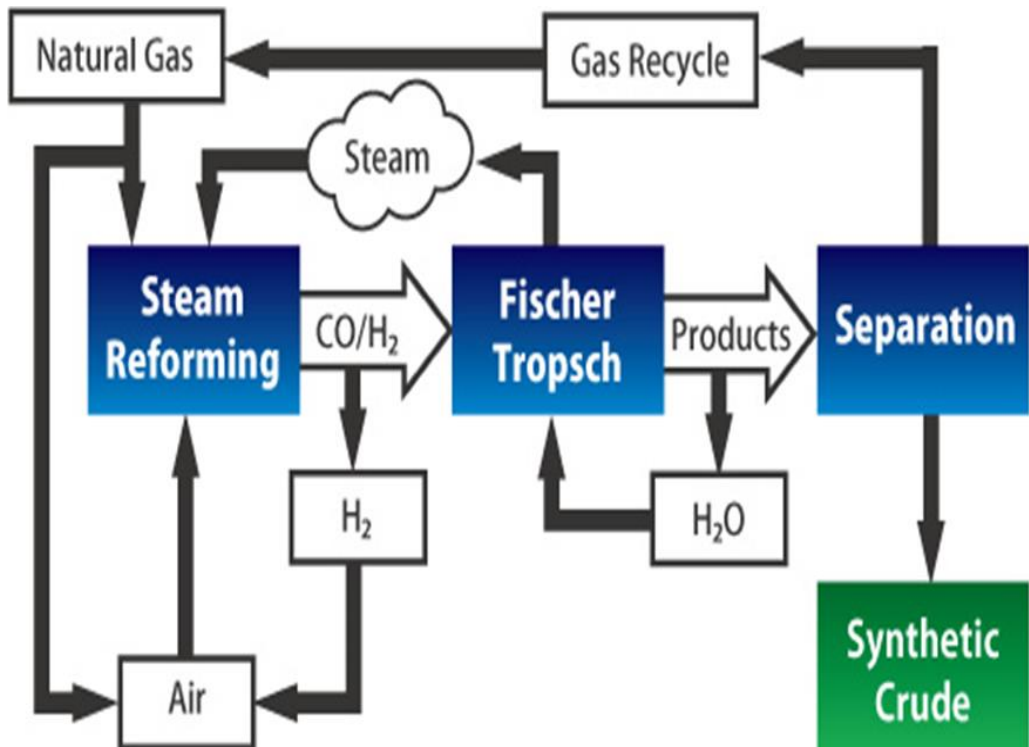 Natural Gas
Gas Recycle
Steam
Steam
Reforming
CO/H₂
Fischer
Tropsch
Products
Separation
H₂
H₂O
Air
Synthetic
Crude